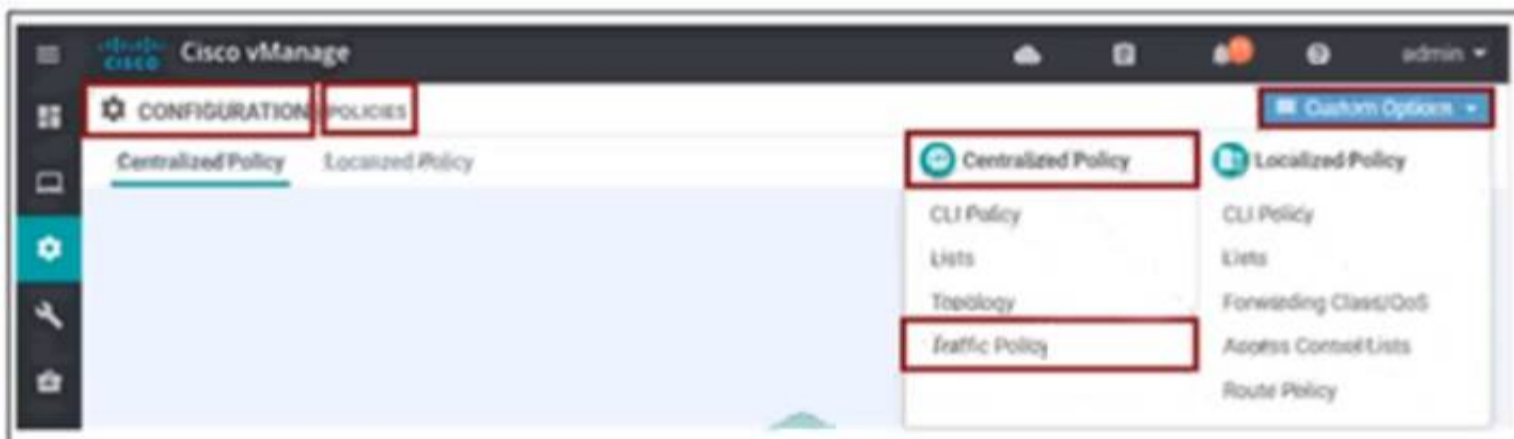 CISCO Cisco vManage admin
CONFIGURATION POLICIES Custom Options
Centralized Policy Localized Policy
Centralized Policy Localized Policy
CLI Policy CLI Policy
Lists Lists
Topology Forwarding Class/QoS
Traffic Policy Access Control Lists
Route Policy